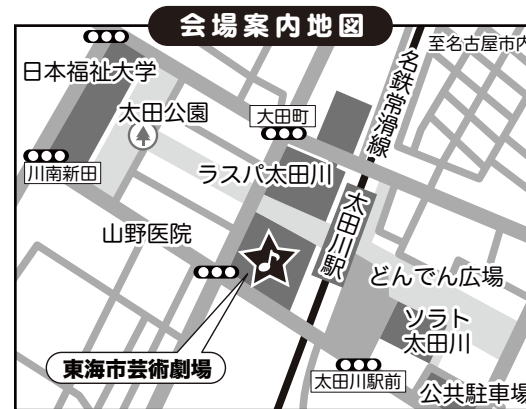 会場案内地図
至名古屋市内
日本福祉大学
名鉄常滑線
太田公園
大田町
川南新田
ラスパ太田川
太田川駅
山野医院
どんでん広場
ソラト
太田川
東海市芸術劇場
太田川駅前
公共駐車場